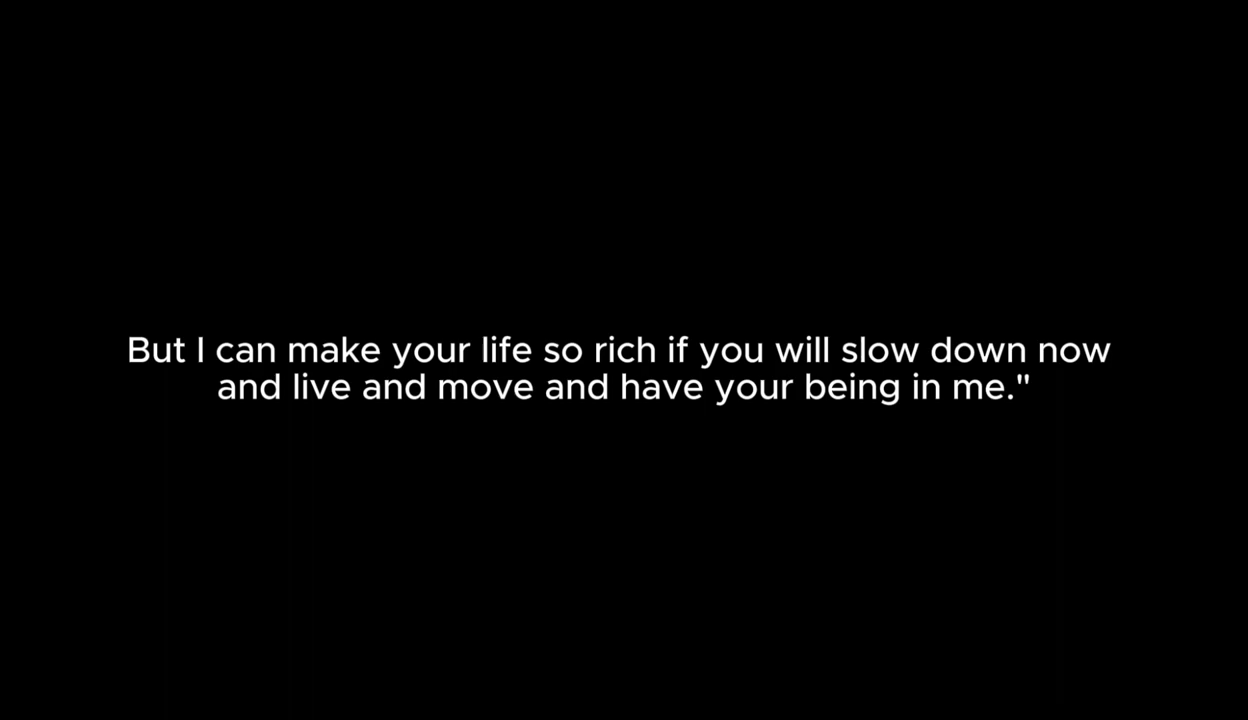 But I can make your life so rich if you will slow down now
and live and move and have your being in me."